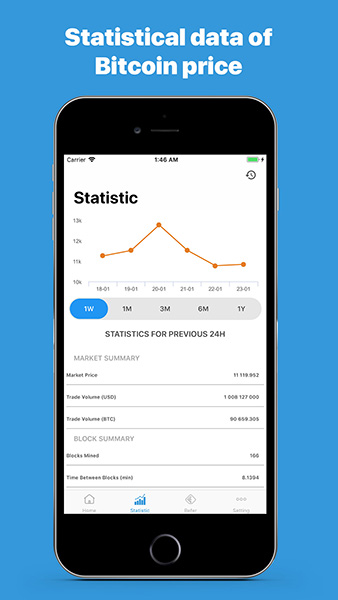 Statistical data of
Bitcoin price
Carrier 1:46 AM
Statistic
13k
12k
11k
10k
18-01 19-01 20-01 21-01 22-01 23-01
1W 1M 3M 6M 1Y
STATISTICS FOR PREVIOUS 24H
MARKET SUMMARY
Market Price 11 119.952
Trade Volume (USD) 1 008 127 000
Trade Volume (BTC) 90 659.305
BLOCK SUMMARY
Blocks Mined 166
Time Between Blocks (min) 8.1394
Home Statistic Refer Setting